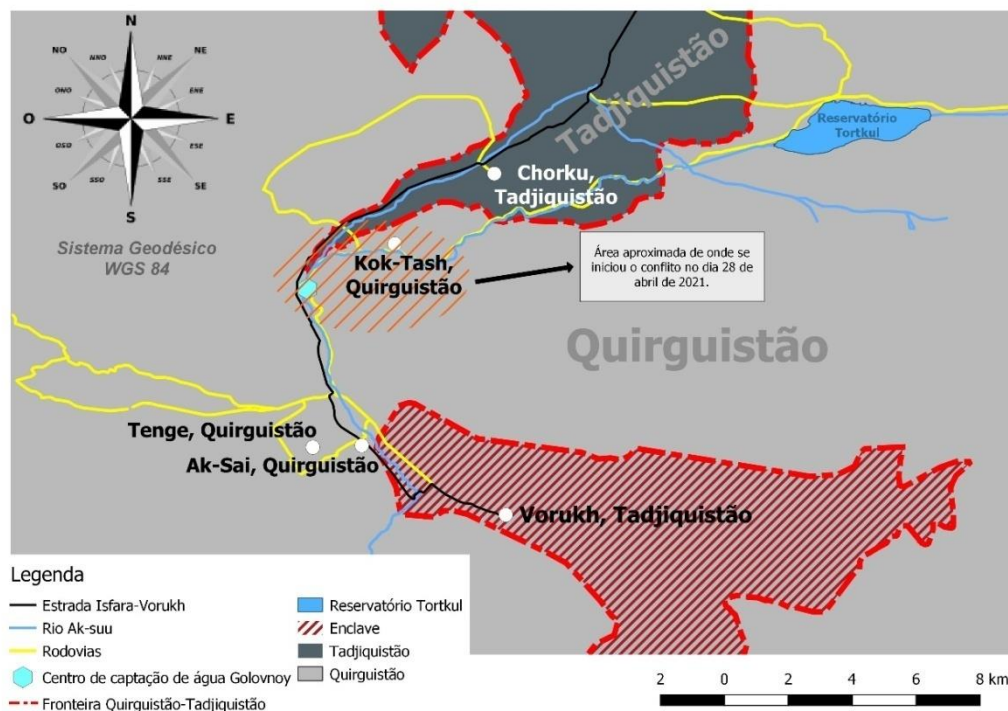 N
NO
NNO
NNE
NE
ONO
ENE
O
E
OSO
ESE
SO
SSO
SSE
SE
S
Sistema Geodésico
WGS 84
Tadjiquistão
Reservatório
Tortkul
Chorku,
Tadjiquistão
Kok-Tash,
Quirguistão
Área aproximada de onde se
iniciou o conflito no dia 28 de
abril de 2021.
Quirguistão
Tenge, Quirguistão
Ak-Sai, Quirguistão
Vorukh, Tadjiquistão
Legenda
Estrada Isfara-Vorukh
Rio Ak-suu
Rodovias
Centro de captação de água Golovnoy
Fronteira Quirguistão-Tadjiquistão
Reservatório Tortkul
Enclave
Tadjiquistão
Quirguistão
2 0 2 4 6 8 km